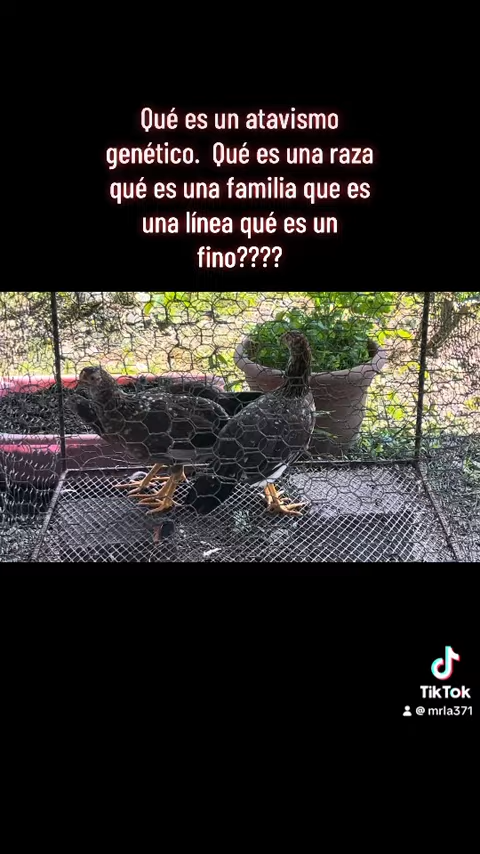 Qué es un atavismo
genético.  Qué es una raza
qué es una familia que es
una línea qué es un
fino????
TikTok
@ mrla371